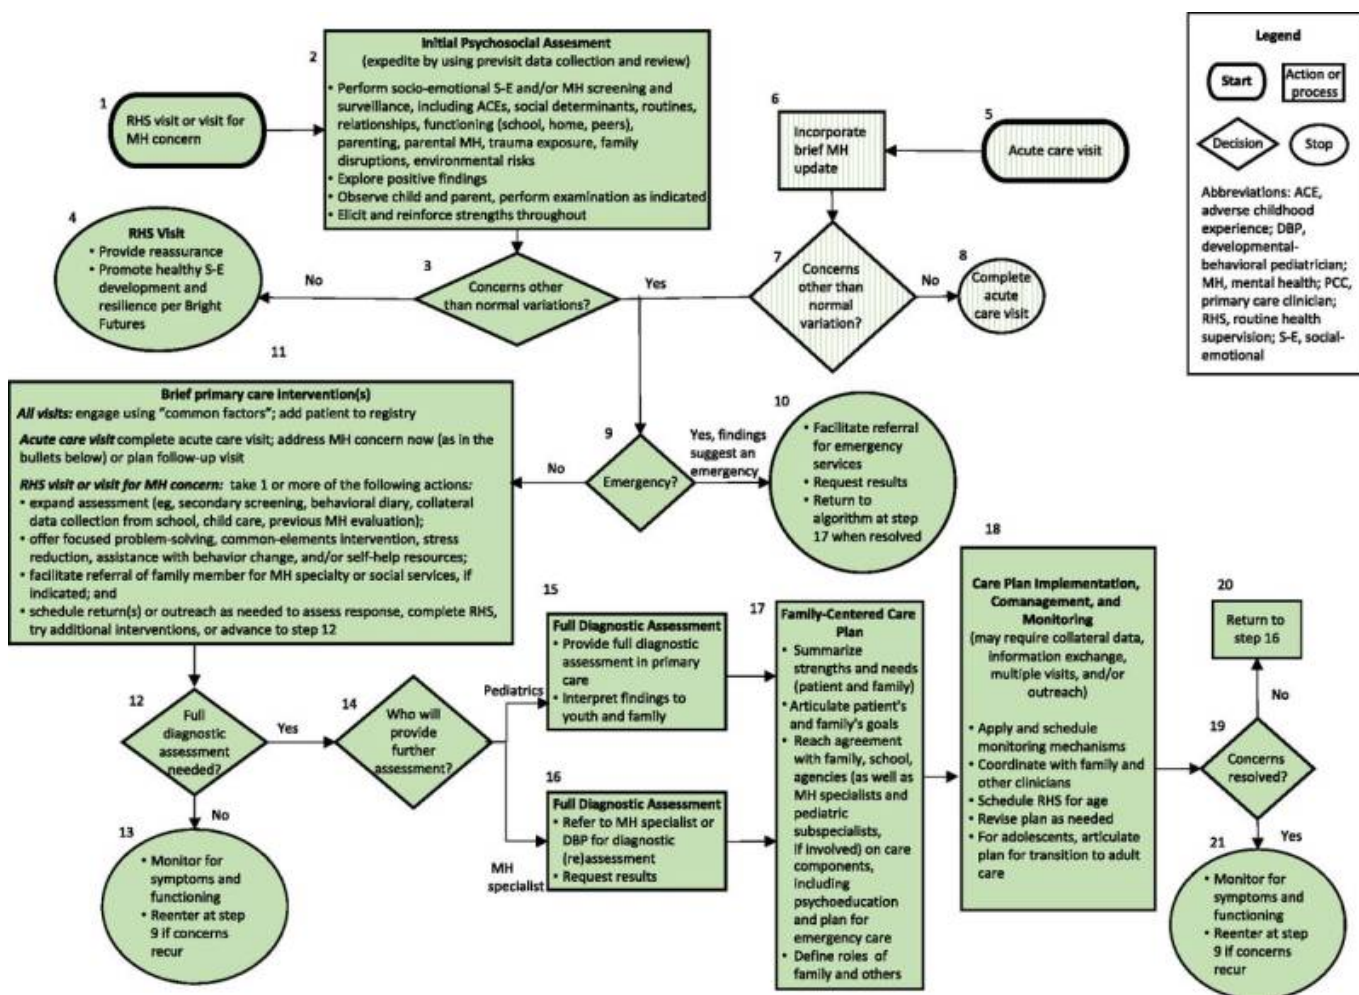 1
RHS visit or visit for
MH concern
2
Initial Psychosocial Assesment
(expedite by using previsit data collection and review)
• Perform socio-emotional S-E and/or MH screening and
surveillance, including ACEs, social determinants, routines,
relationships, functioning (school, home, peers),
parenting, parental MH, trauma exposure, family
disruptions, environmental risks
• Explore positive findings
• Observe child and parent, perform examination as indicated
• Elicit and reinforce strengths throughout
6
Incorporate
brief MH
update
5
Acute care visit
Legend
Start
Action or
process
Decision
Stop
Abbreviations: ACE,
adverse childhood
experience; DBP,
developmental-
behavioral pediatrician;
MH, mental health; PCC,
primary care clinician;
RHS, routine health
supervision; S-E, social-
emotional
4
RHS Visit
• Provide reassurance
• Promote healthy S-E
development and
resilience per Bright
Futures
No
3
Concerns other
than normal variations?
Yes
7
Concerns
other than
normal
variation?
No
8
Complete
acute
care visit
11
Brief primary care intervention(s)
All visits: engage using "common factors"; add patient to registry
Acute care visit complete acute care visit; address MH concern now (as in the
bullets below) or plan follow-up visit
RHS visit or visit for MH concern: take 1 or more of the following actions:
• expand assessment (eg, secondary screening, behavioral diary, collateral
data collection from school, child care, previous MH evaluation);
• offer focused problem-solving, common-elements intervention, stress
reduction, assistance with behavior change, and/or self-help resources;
• facilitate referral of family member for MH specialty or social services, if
indicated; and
• schedule return(s) or outreach as needed to assess response, complete RHS,
try additional interventions, or advance to step 12
No
9
Emergency?
Yes, findings
suggest an
emergency
10
• Facilitate referral
for emergency
services
• Request results
• Return to
algorithm at step
17 when resolved
12
Full
diagnostic
assessment
needed?
Yes
No
13
• Monitor for
symptoms and
functioning
• Reenter at step
9 if concerns
recur
14
Who will
provide
further
assessment?
Pediatrics
MH
specialist
15
Full Diagnostic Assessment
• Provide full diagnostic
assessment in primary
care
• Interpret findings to
youth and family
16
Full Diagnostic Assessment
• Refer to MH specialist or
DBP for diagnostic
(re)assessment
• Request results
17
Family-Centered Care
Plan
• Summarize
strengths and needs
(patient and family)
• Articulate patient's
and family's goals
• Reach agreement
with family, school,
agencies (as well as
MH specialists and
pediatric
subspecialists,
if involved) on care
components,
including
psychoeducation
and plan for
emergency care
• Define roles of
family and others
18
Care Plan Implementation,
Comanagement, and
Monitoring
(may require collateral data,
information exchange,
multiple visits, and/or
outreach)
• Apply and schedule
monitoring mechanisms
• Coordinate with family and
other clinicians
• Schedule RHS for age
• Revise plan as needed
• For adolescents, articulate
plan for transition to adult
care
20
Return to
step 16
No
19
Concerns
resolved?
Yes
21
• Monitor for
symptoms and
functioning
• Reenter at step
9 if concerns
recur